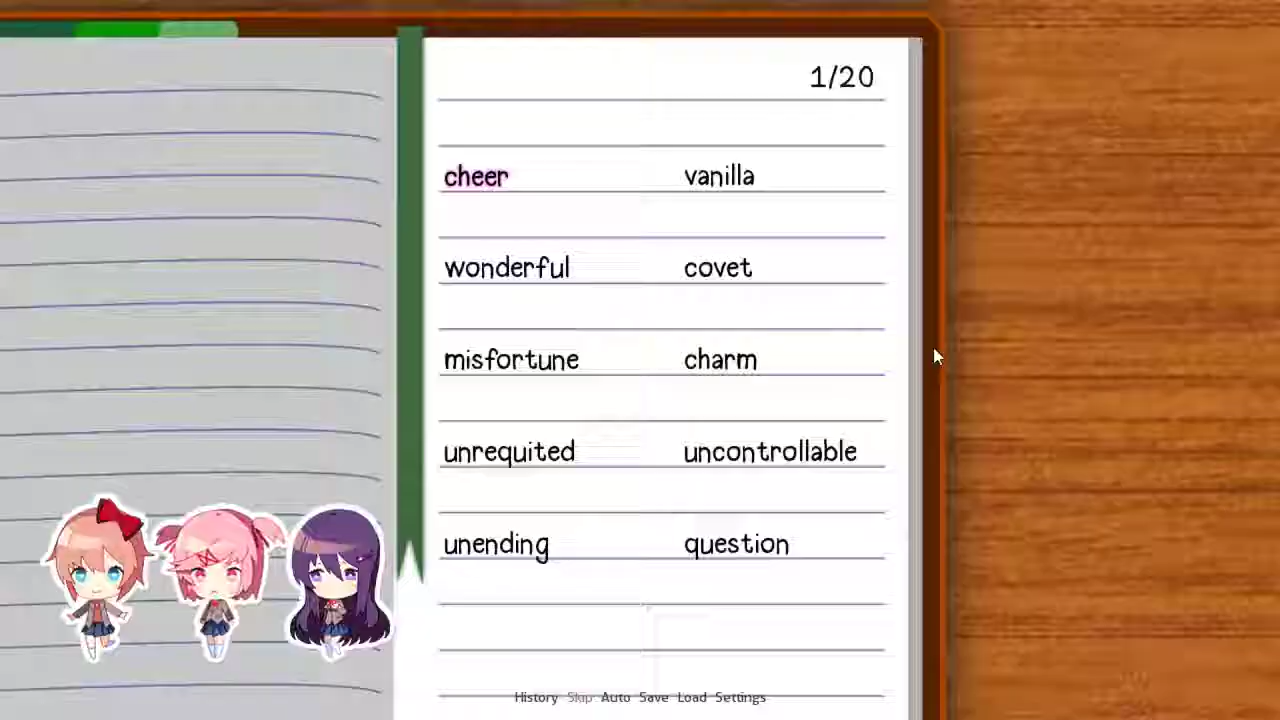 1/20
cheer vanilla
wonderful covet
misfortune charm
unrequited uncontrollable
unending question
History Skip Auto Save Load Settings